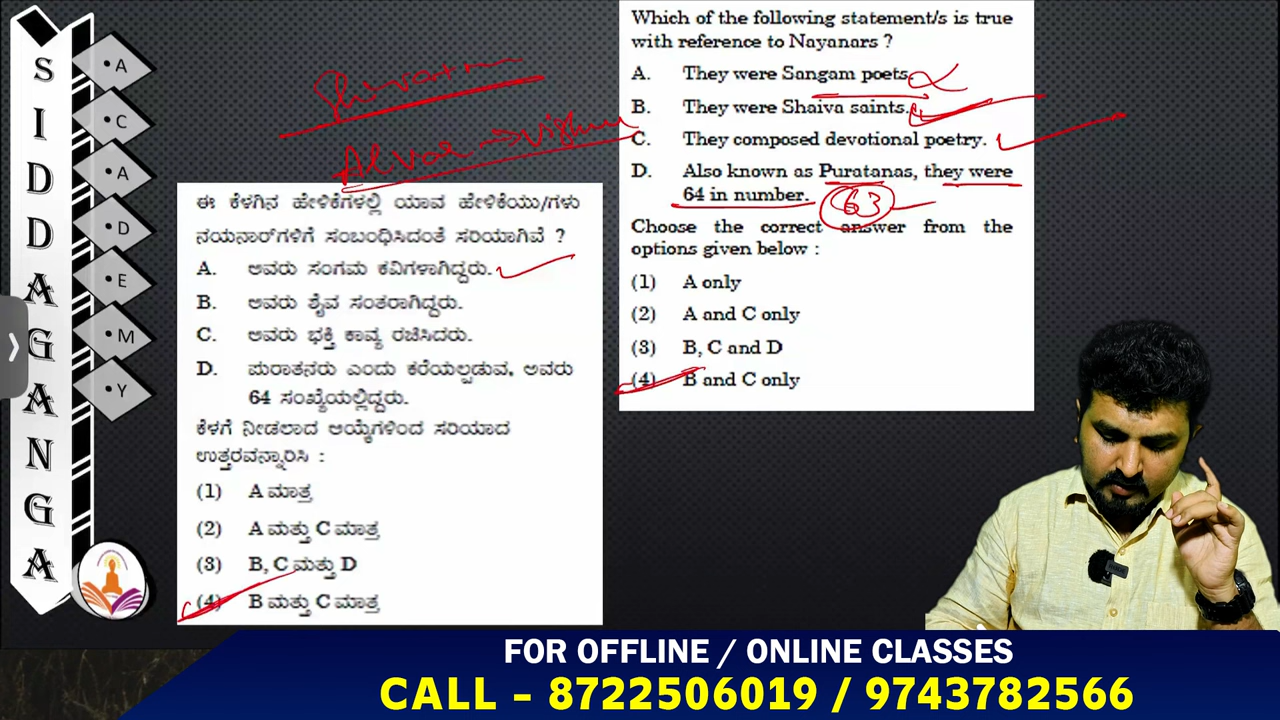 SIDDAGANGA
• A
• C
• A
• D
• E
• M
• Y
Alvar → Vishnu
ಈ ಕೆಳಗಿನ ಹೇಳಿಕೆಗಳಲ್ಲಿ ಯಾವ ಹೇಳಿಕೆಯು/ಗಳು
ನಯನಾರ್‌ಗಳಿಗೆ ಸಂಬಂಧಿಸಿದಂತೆ ಸರಿಯಾಗಿವೆ ?
A. ಅವರು ಸಂಗಮ ಕವಿಗಳಾಗಿದ್ದರು.
B. ಅವರು ಶೈವ ಸಂತರಾಗಿದ್ದರು.
C. ಅವರು ಭಕ್ತಿ ಕಾವ್ಯ ರಚಿಸಿದರು.
D. ಪುರಾತನರು ಎಂದು ಕರೆಯಲ್ಪಡುವ, ಅವರು
64 ಸಂಖ್ಯೆಯಲ್ಲಿದ್ದರು.
ಕೆಳಗೆ ನೀಡಲಾದ ಆಯ್ಕೆಗಳಿಂದ ಸರಿಯಾದ
ಉತ್ತರವನ್ನಾರಿಸಿ :
(1) A ಮಾತ್ರ
(2) A ಮತ್ತು C ಮಾತ್ರ
(3) B, C ಮತ್ತು D
(4) B ಮತ್ತು C ಮಾತ್ರ
Which of the following statement/s is true
with reference to Nayanars ?
A. They were Sangam poets.
B. They were Shaiva saints.
C. They composed devotional poetry.
D. Also known as Puratanas, they were
64 in number. 63
Choose the correct answer from the
options given below :
(1) A only
(2) A and C only
(3) B, C and D
(4) B and C only
FOR OFFLINE / ONLINE CLASSES
CALL - 8722506019 / 9743782566